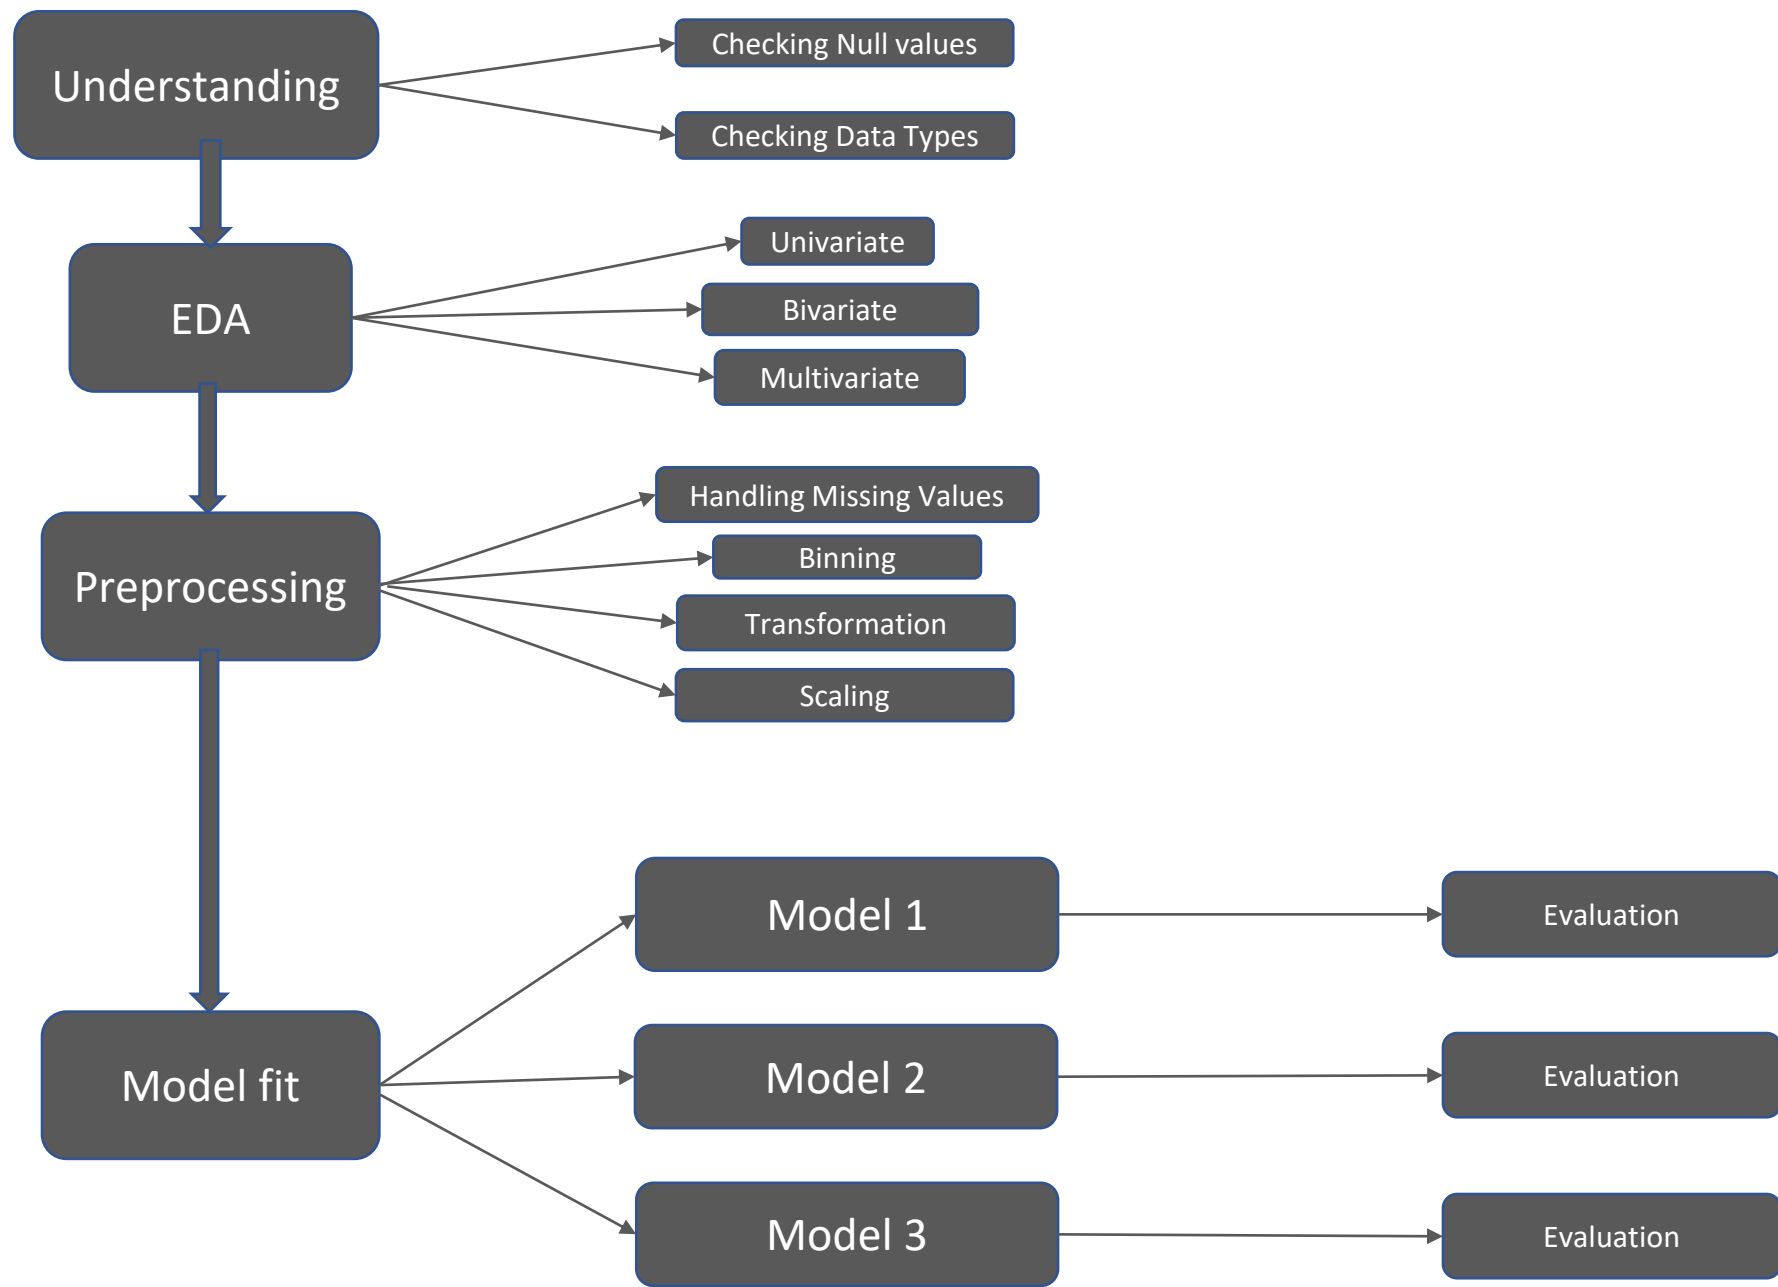 Understanding
Checking Null values
Checking Data Types
EDA
Univariate
Bivariate
Multivariate
Preprocessing
Handling Missing Values
Binning
Transformation
Scaling
Model fit
Model 1
Evaluation
Model 2
Evaluation
Model 3
Evaluation